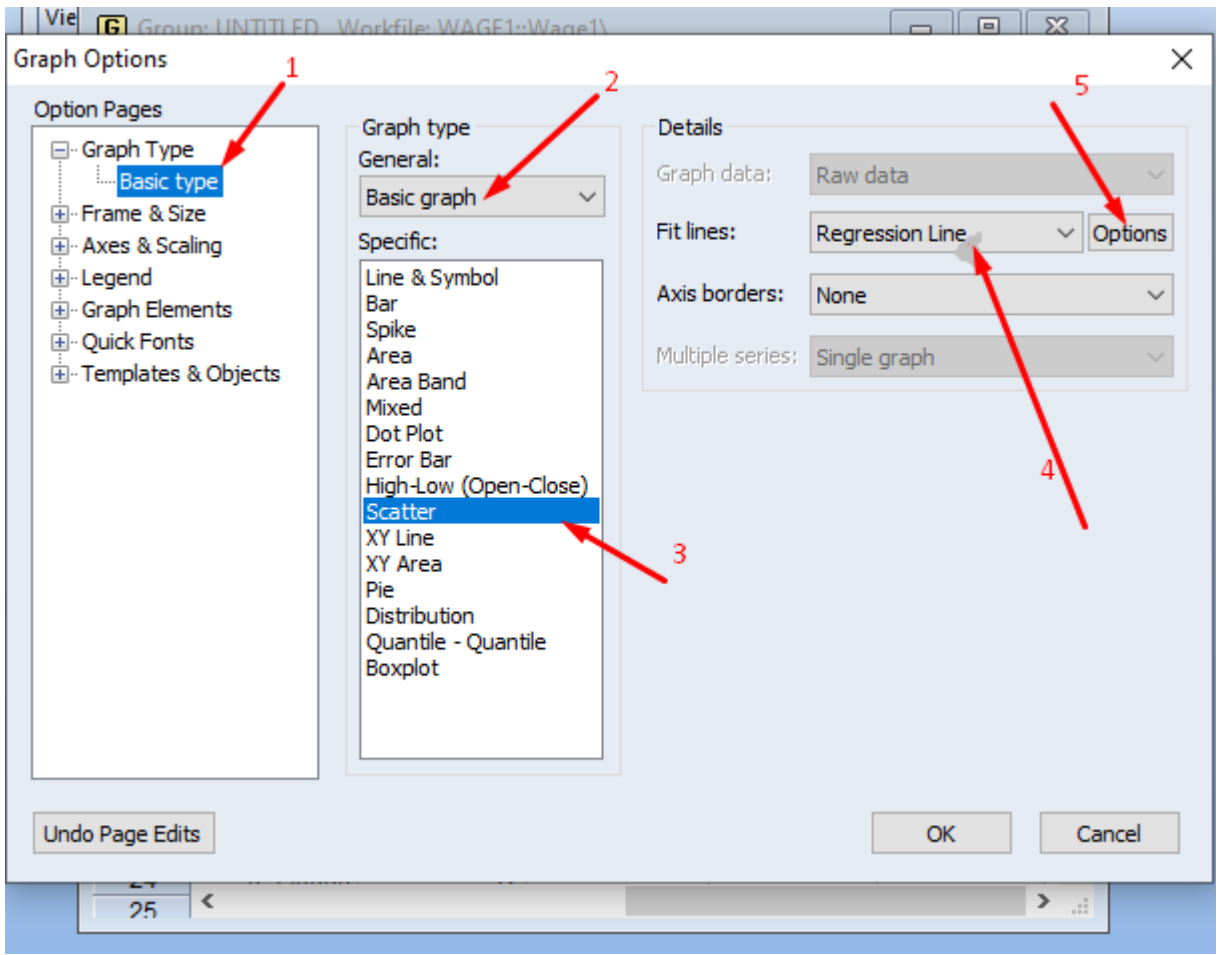 Vie
G Group: UNTITLED Workfile: WAGE1::Wage1\
Graph Options
1
2
5
Option Pages
Graph Type
Basic type
Frame & Size
Axes & Scaling
Legend
Graph Elements
Quick Fonts
Templates & Objects
Graph type
General:
Basic graph
Specific:
Line & Symbol
Bar
Spike
Area
Area Band
Mixed
Dot Plot
Error Bar
High-Low (Open-Close)
Scatter
XY Line
XY Area
Pie
Distribution
Quantile - Quantile
Boxplot
3
Details
Graph data: Raw data
Fit lines: Regression Line Options
Axis borders: None
Multiple series: Single graph
4
Undo Page Edits
OK Cancel
24
25